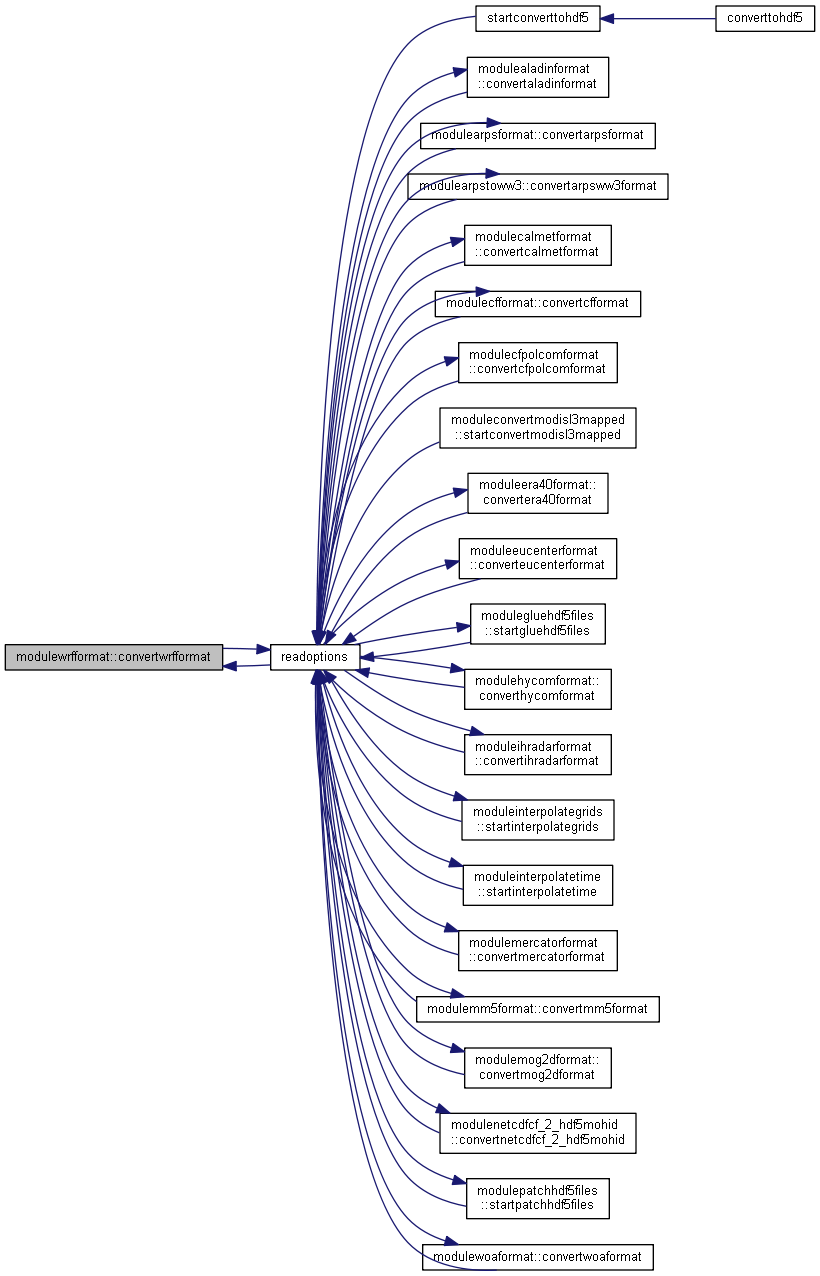 startconverttohdf5
converttohdf5
modulealadinformat
::convertaladinformat
modulearpsformat::convertarpsformat
modulearpstoww3::convertarpsww3format
modulecalmetformat
::convertcalmetformat
modulecfformat::convertcfformat
modulecfpolcomformat
::convertcfpolcomformat
moduleconvertmodisl3mapped
::startconvertmodisl3mapped
moduleera40format::
convertera40format
moduleeucenterformat
::converteucenterformat
modulegluehdf5files
::startgluehdf5files
modulewrfformat::convertwrfformat
readoptions
modulehycomformat::
converthycomformat
moduleihradarformat
::convertihradarformat
moduleinterpolategrids
::startinterpolategrids
moduleinterpolatetime
::startinterpolatetime
modulemercatorformat
::convertmercatorformat
modulemm5format::convertmm5format
modulemog2dformat::
convertmog2dformat
modulenetcdfcf_2_hdf5mohid
::convertnetcdfcf_2_hdf5mohid
modulepatchhdf5files
::startpatchhdf5files
modulewoaformat::convertwoaformat